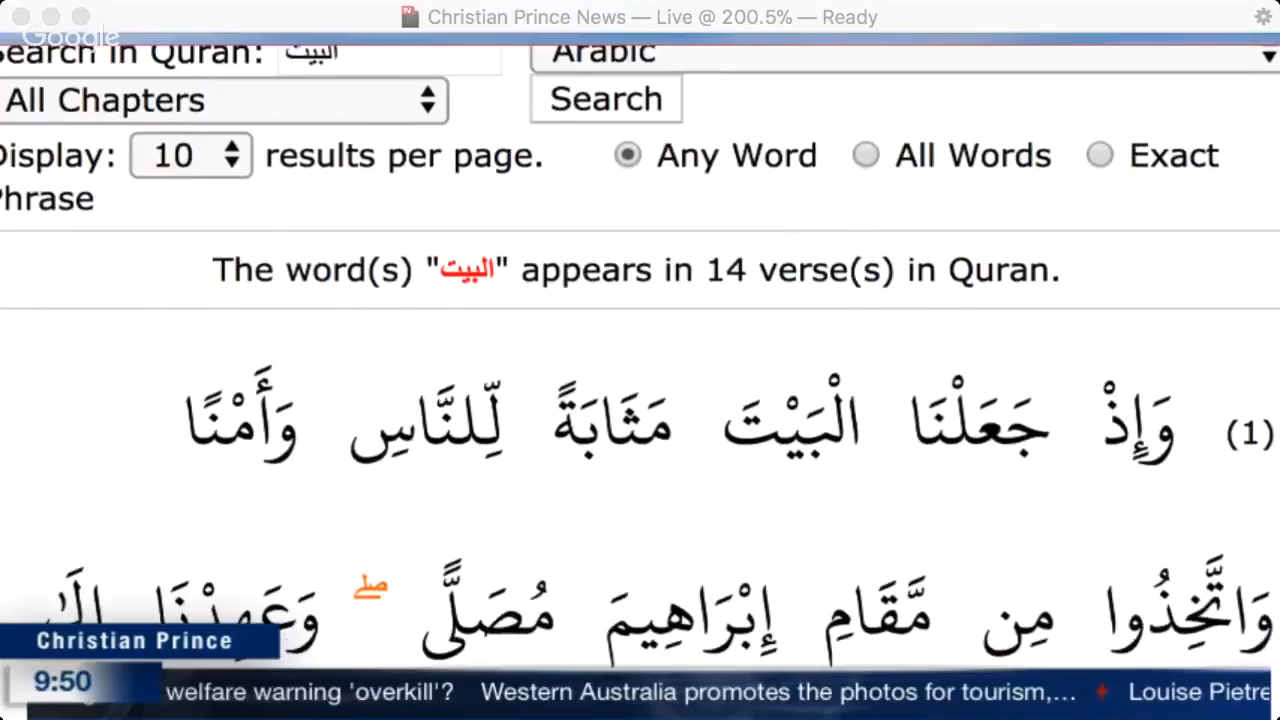 Christian Prince News — Live @ 200.5% — Ready
Google
Search in Quran: البيت Arabic
All Chapters Search
Display: 10 results per page. Any Word All Words Exact
Phrase
The word(s) "البيت" appears in 14 verse(s) in Quran.
(1) وَإِذْ جَعَلْنَا الْبَيْتَ مَثَابَةً لِّلنَّاسِ وَأَمْنًا
وَاتَّخِذُوا مِن مَّقَامِ إِبْرَاهِيمَ مُصَلًّى ۖ وَعَهِدْنَا
Christian Prince
9:50 welfare warning 'overkill'? Western Australia promotes the photos for tourism,... Louise Pietre